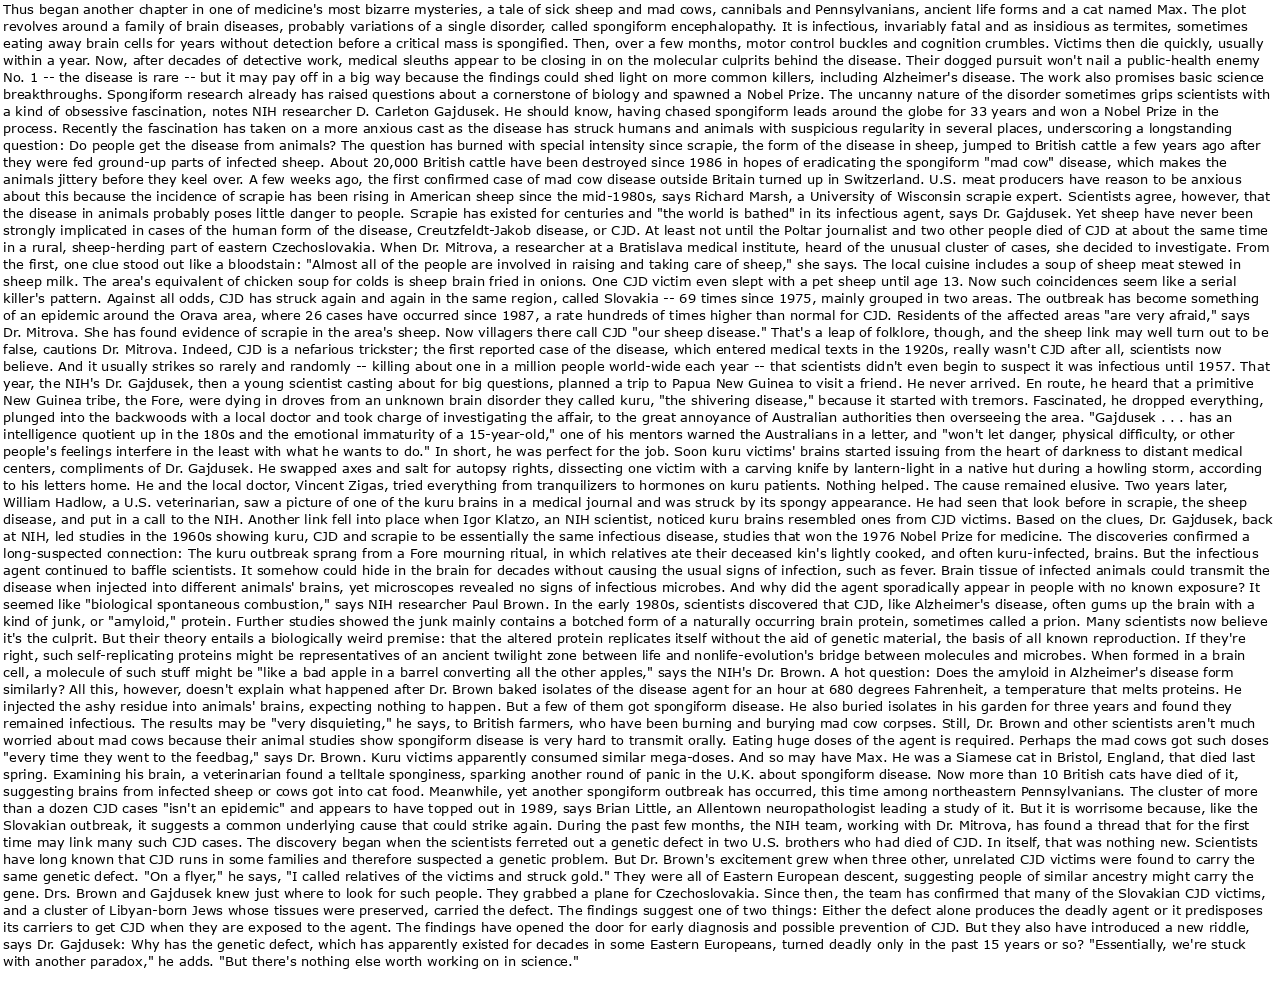 Thus began another chapter in one of medicine's most bizarre mysteries, a tale of sick sheep and mad cows, cannibals and Pennsylvanians, ancient life forms and a cat named Max. The plot
revolves around a family of brain diseases, probably variations of a single disorder, called spongiform encephalopathy. It is infectious, invariably fatal and as insidious as termites, sometimes
eating away brain cells for years without detection before a critical mass is spongified. Then, over a few months, motor control buckles and cognition crumbles. Victims then die quickly, usually
within a year. Now, after decades of detective work, medical sleuths appear to be closing in on the molecular culprits behind the disease. Their dogged pursuit won't nail a public-health enemy
No. 1 -- the disease is rare -- but it may pay off in a big way because the findings could shed light on more common killers, including Alzheimer's disease. The work also promises basic science
breakthroughs. Spongiform research already has raised questions about a cornerstone of biology and spawned a Nobel Prize. The uncanny nature of the disorder sometimes grips scientists with
a kind of obsessive fascination, notes NIH researcher D. Carleton Gajdusek. He should know, having chased spongiform leads around the globe for 33 years and won a Nobel Prize in the
process. Recently the fascination has taken on a more anxious cast as the disease has struck humans and animals with suspicious regularity in several places, underscoring a longstanding
question: Do people get the disease from animals? The question has burned with special intensity since scrapie, the form of the disease in sheep, jumped to British cattle a few years ago after
they were fed ground-up parts of infected sheep. About 20,000 British cattle have been destroyed since 1986 in hopes of eradicating the spongiform "mad cow" disease, which makes the
animals jittery before they keel over. A few weeks ago, the first confirmed case of mad cow disease outside Britain turned up in Switzerland. U.S. meat producers have reason to be anxious
about this because the incidence of scrapie has been rising in American sheep since the mid-1980s, says Richard Marsh, a University of Wisconsin scrapie expert. Scientists agree, however, that
the disease in animals probably poses little danger to people. Scrapie has existed for centuries and "the world is bathed" in its infectious agent, says Dr. Gajdusek. Yet sheep have never been
strongly implicated in cases of the human form of the disease, Creutzfeldt-Jakob disease, or CJD. At least not until the Poltar journalist and two other people died of CJD at about the same time
in a rural, sheep-herding part of eastern Czechoslovakia. When Dr. Mitrova, a researcher at a Bratislava medical institute, heard of the unusual cluster of cases, she decided to investigate. From
the first, one clue stood out like a bloodstain: "Almost all of the people are involved in raising and taking care of sheep," she says. The local cuisine includes a soup of sheep meat stewed in
sheep milk. The area's equivalent of chicken soup for colds is sheep brain fried in onions. One CJD victim even slept with a pet sheep until age 13. Now such coincidences seem like a serial
killer's pattern. Against all odds, CJD has struck again and again in the same region, called Slovakia -- 69 times since 1975, mainly grouped in two areas. The outbreak has become something
of an epidemic around the Orava area, where 26 cases have occurred since 1987, a rate hundreds of times higher than normal for CJD. Residents of the affected areas "are very afraid," says
Dr. Mitrova. She has found evidence of scrapie in the area's sheep. Now villagers there call CJD "our sheep disease." That's a leap of folklore, though, and the sheep link may well turn out to be
false, cautions Dr. Mitrova. Indeed, CJD is a nefarious trickster; the first reported case of the disease, which entered medical texts in the 1920s, really wasn't CJD after all, scientists now
believe. And it usually strikes so rarely and randomly -- killing about one in a million people world-wide each year -- that scientists didn't even begin to suspect it was infectious until 1957. That
year, the NIH's Dr. Gajdusek, then a young scientist casting about for big questions, planned a trip to Papua New Guinea to visit a friend. He never arrived. En route, he heard that a primitive
New Guinea tribe, the Fore, were dying in droves from an unknown brain disorder they called kuru, "the shivering disease," because it started with tremors. Fascinated, he dropped everything,
plunged into the backwoods with a local doctor and took charge of investigating the affair, to the great annoyance of Australian authorities then overseeing the area. "Gajdusek . . . has an
intelligence quotient up in the 180s and the emotional immaturity of a 15-year-old," one of his mentors warned the Australians in a letter, and "won't let danger, physical difficulty, or other
people's feelings interfere in the least with what he wants to do." In short, he was perfect for the job. Soon kuru victims' brains started issuing from the heart of darkness to distant medical
centers, compliments of Dr. Gajdusek. He swapped axes and salt for autopsy rights, dissecting one victim with a carving knife by lantern-light in a native hut during a howling storm, according
to his letters home. He and the local doctor, Vincent Zigas, tried everything from tranquilizers to hormones on kuru patients. Nothing helped. The cause remained elusive. Two years later,
William Hadlow, a U.S. veterinarian, saw a picture of one of the kuru brains in a medical journal and was struck by its spongy appearance. He had seen that look before in scrapie, the sheep
disease, and put in a call to the NIH. Another link fell into place when Igor Klatzo, an NIH scientist, noticed kuru brains resembled ones from CJD victims. Based on the clues, Dr. Gajdusek, back
at NIH, led studies in the 1960s showing kuru, CJD and scrapie to be essentially the same infectious disease, studies that won the 1976 Nobel Prize for medicine. The discoveries confirmed a
long-suspected connection: The kuru outbreak sprang from a Fore mourning ritual, in which relatives ate their deceased kin's lightly cooked, and often kuru-infected, brains. But the infectious
agent continued to baffle scientists. It somehow could hide in the brain for decades without causing the usual signs of infection, such as fever. Brain tissue of infected animals could transmit the
disease when injected into different animals' brains, yet microscopes revealed no signs of infectious microbes. And why did the agent sporadically appear in people with no known exposure? It
seemed like "biological spontaneous combustion," says NIH researcher Paul Brown. In the early 1980s, scientists discovered that CJD, like Alzheimer's disease, often gums up the brain with a
kind of junk, or "amyloid," protein. Further studies showed the junk mainly contains a botched form of a naturally occurring brain protein, sometimes called a prion. Many scientists now believe
it's the culprit. But their theory entails a biologically weird premise: that the altered protein replicates itself without the aid of genetic material, the basis of all known reproduction. If they're
right, such self-replicating proteins might be representatives of an ancient twilight zone between life and nonlife-evolution's bridge between molecules and microbes. When formed in a brain
cell, a molecule of such stuff might be "like a bad apple in a barrel converting all the other apples," says the NIH's Dr. Brown. A hot question: Does the amyloid in Alzheimer's disease form
similarly? All this, however, doesn't explain what happened after Dr. Brown baked isolates of the disease agent for an hour at 680 degrees Fahrenheit, a temperature that melts proteins. He
injected the ashy residue into animals' brains, expecting nothing to happen. But a few of them got spongiform disease. He also buried isolates in his garden for three years and found they
remained infectious. The results may be "very disquieting," he says, to British farmers, who have been burning and burying mad cow corpses. Still, Dr. Brown and other scientists aren't much
worried about mad cows because their animal studies show spongiform disease is very hard to transmit orally. Eating huge doses of the agent is required. Perhaps the mad cows got such doses
"every time they went to the feedbag," says Dr. Brown. Kuru victims apparently consumed similar mega-doses. And so may have Max. He was a Siamese cat in Bristol, England, that died last
spring. Examining his brain, a veterinarian found a telltale sponginess, sparking another round of panic in the U.K. about spongiform disease. Now more than 10 British cats have died of it,
suggesting brains from infected sheep or cows got into cat food. Meanwhile, yet another spongiform outbreak has occurred, this time among northeastern Pennsylvanians. The cluster of more
than a dozen CJD cases "isn't an epidemic" and appears to have topped out in 1989, says Brian Little, an Allentown neuropathologist leading a study of it. But it is worrisome because, like the
Slovakian outbreak, it suggests a common underlying cause that could strike again. During the past few months, the NIH team, working with Dr. Mitrova, has found a thread that for the first
time may link many such CJD cases. The discovery began when the scientists ferreted out a genetic defect in two U.S. brothers who had died of CJD. In itself, that was nothing new. Scientists
have long known that CJD runs in some families and therefore suspected a genetic problem. But Dr. Brown's excitement grew when three other, unrelated CJD victims were found to carry the
same genetic defect. "On a flyer," he says, "I called relatives of the victims and struck gold." They were all of Eastern European descent, suggesting people of similar ancestry might carry the
gene. Drs. Brown and Gajdusek knew just where to look for such people. They grabbed a plane for Czechoslovakia. Since then, the team has confirmed that many of the Slovakian CJD victims,
and a cluster of Libyan-born Jews whose tissues were preserved, carried the defect. The findings suggest one of two things: Either the defect alone produces the deadly agent or it predisposes
its carriers to get CJD when they are exposed to the agent. The findings have opened the door for early diagnosis and possible prevention of CJD. But they also have introduced a new riddle,
says Dr. Gajdusek: Why has the genetic defect, which has apparently existed for decades in some Eastern Europeans, turned deadly only in the past 15 years or so? "Essentially, we're stuck
with another paradox," he adds. "But there's nothing else worth working on in science."